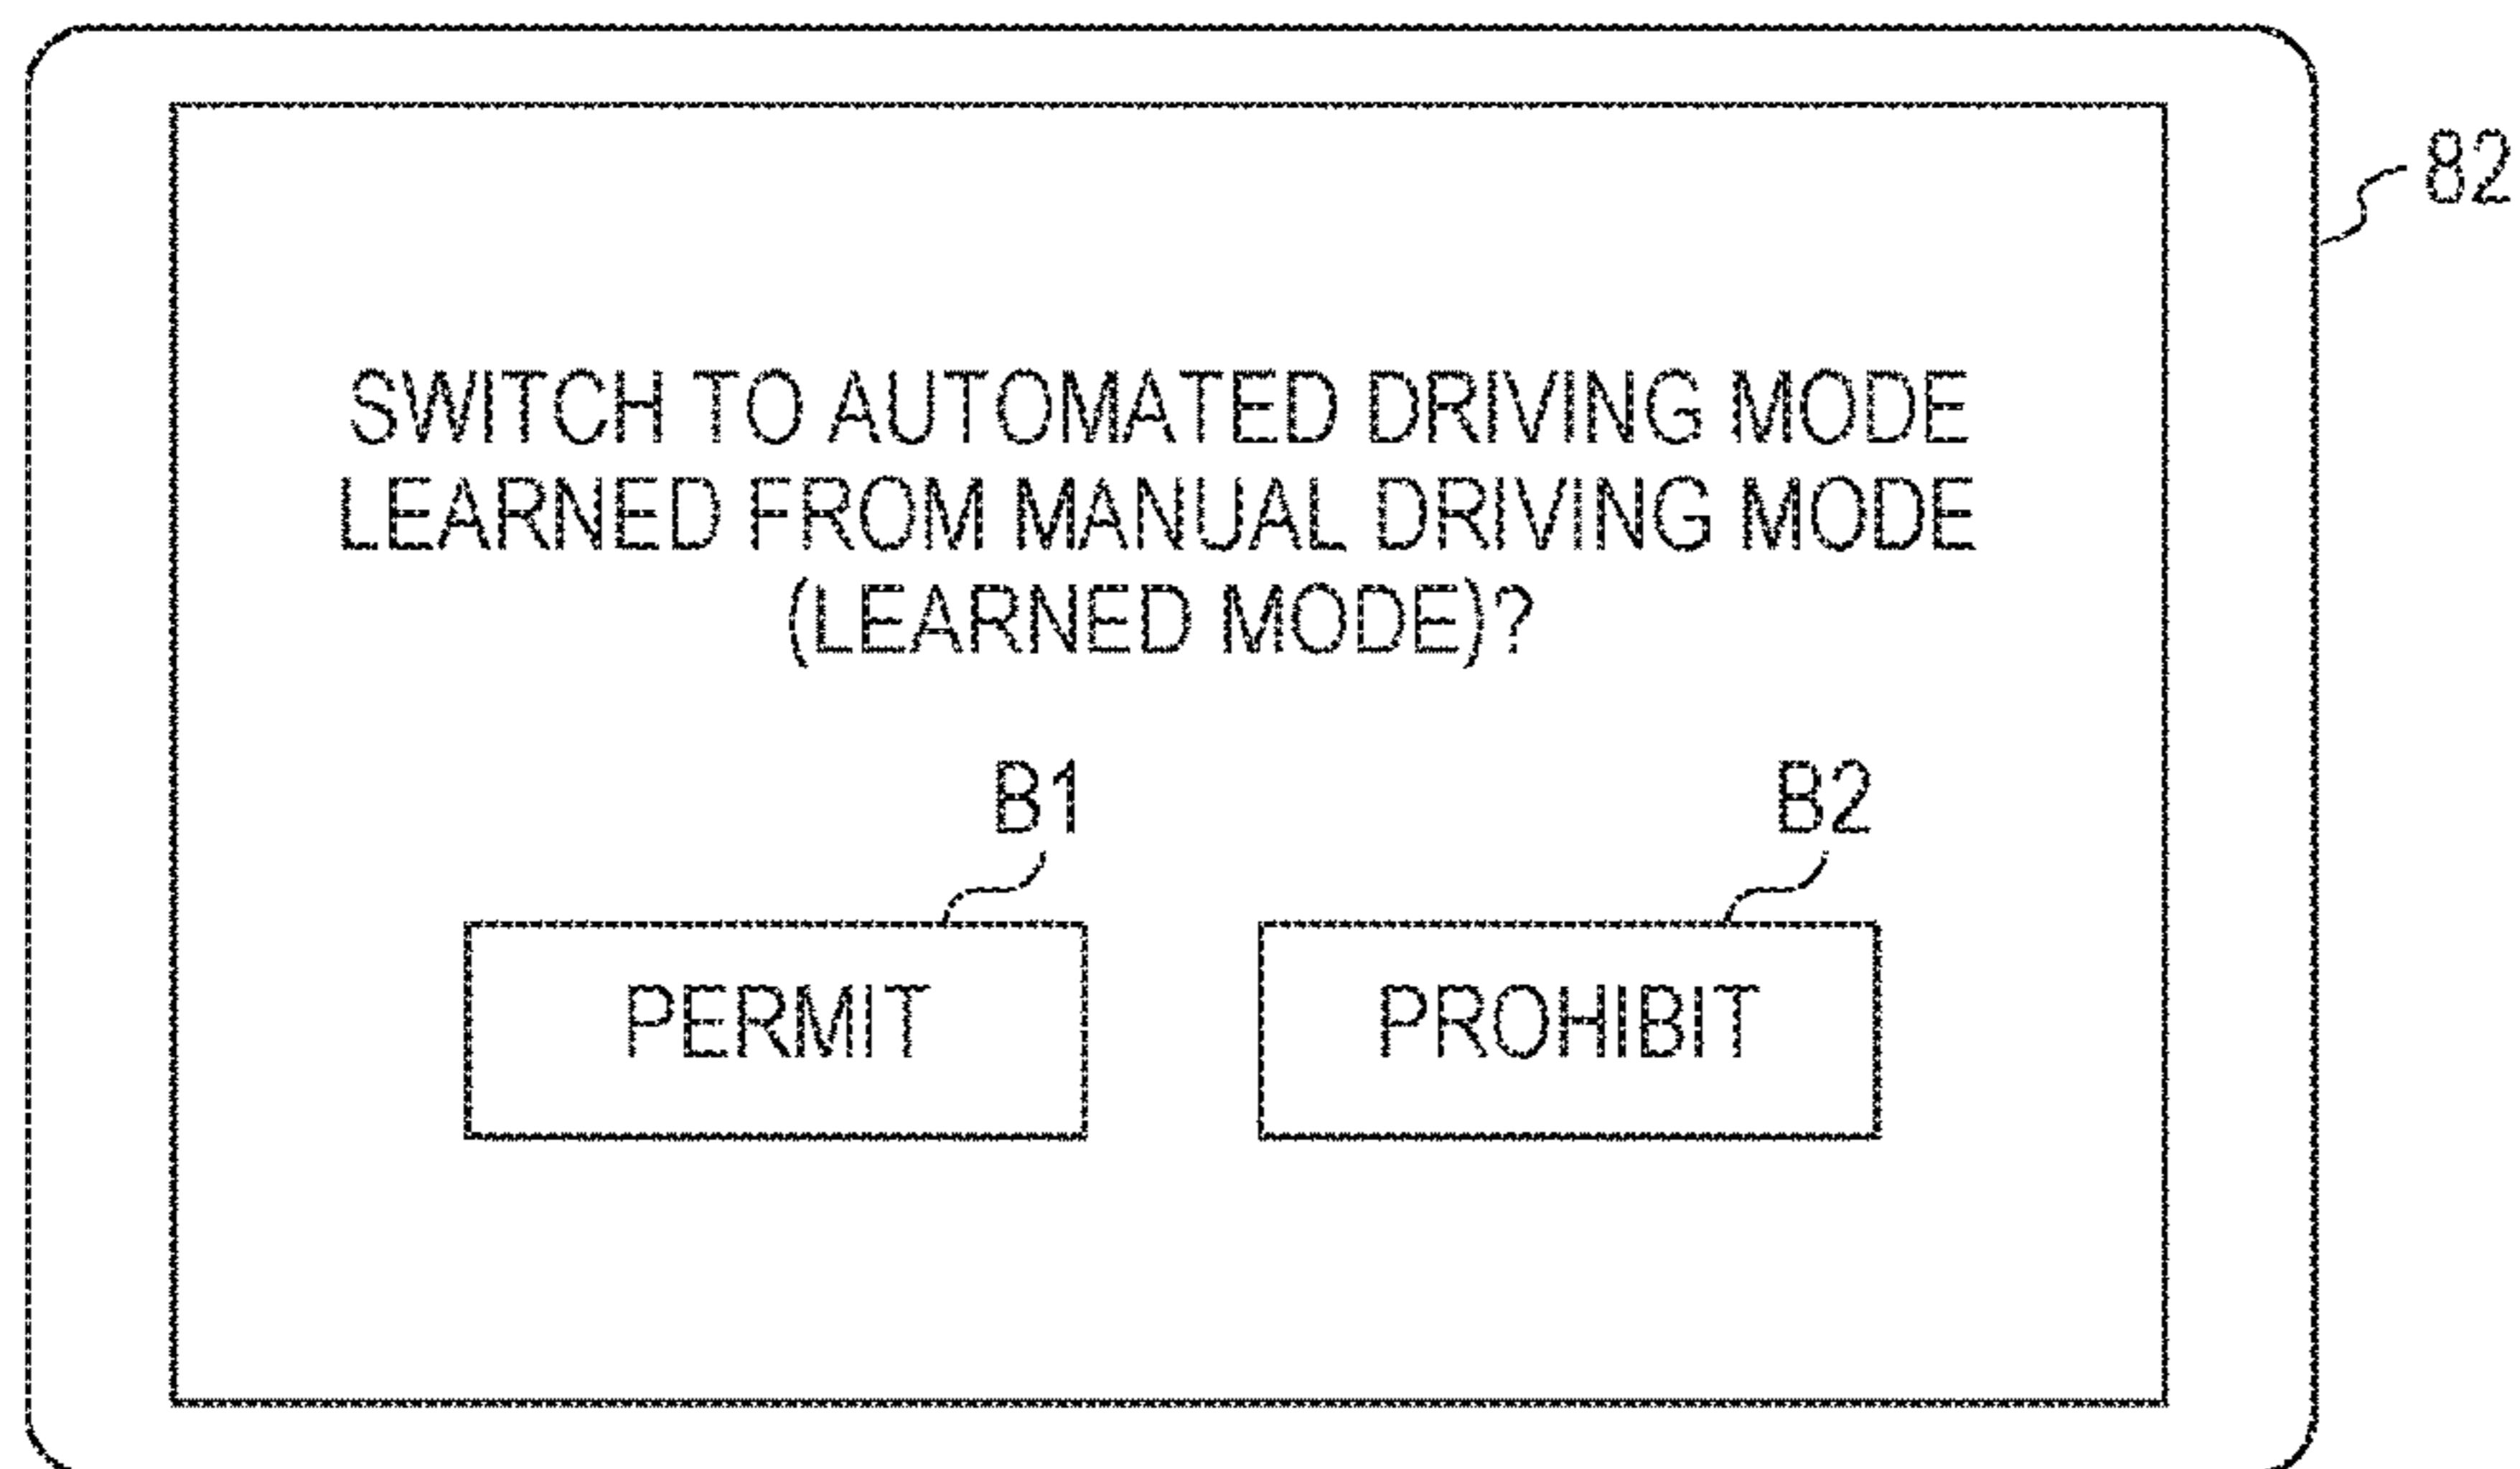 82
SWITCH TO AUTOMATED DRIVING MODE
LEARNED FROM MANUAL DRIVING MODE
(LEARNED MODE)?
B1
B2
PERMIT
PROHIBIT